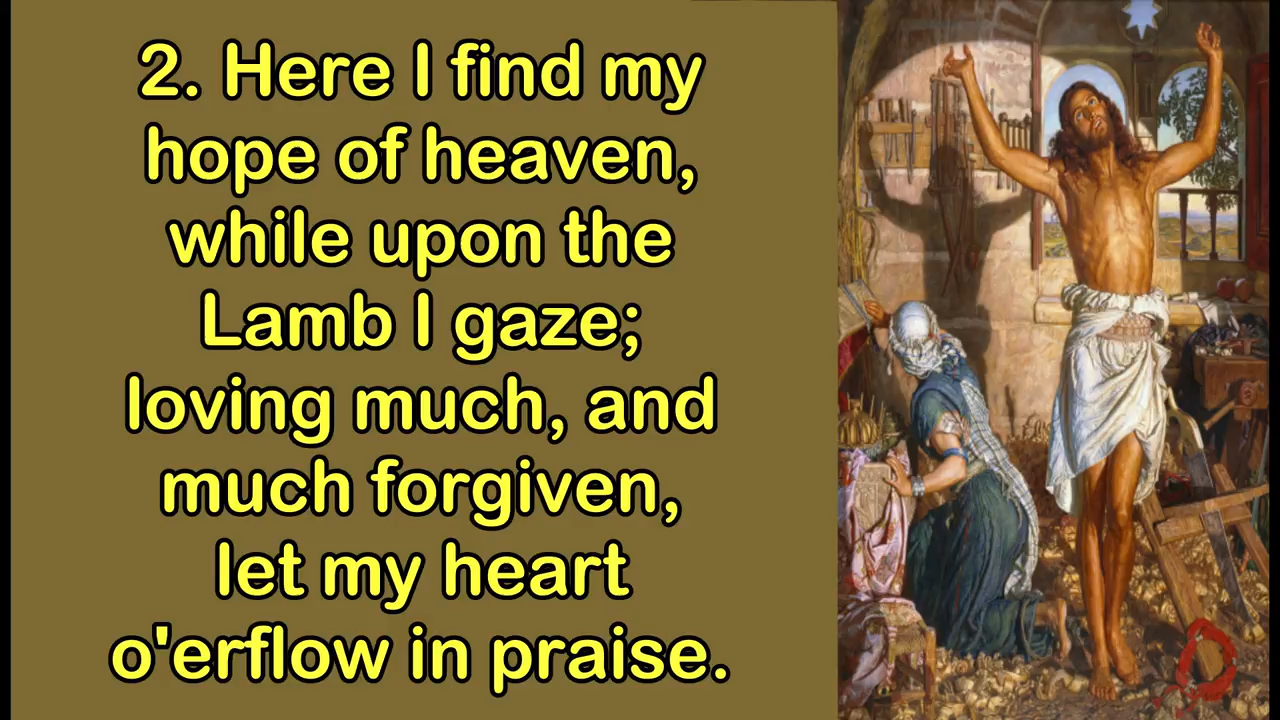 2. Here I find my
hope of heaven,
while upon the
Lamb I gaze;
loving much, and
much forgiven,
let my heart
o'erflow in praise.